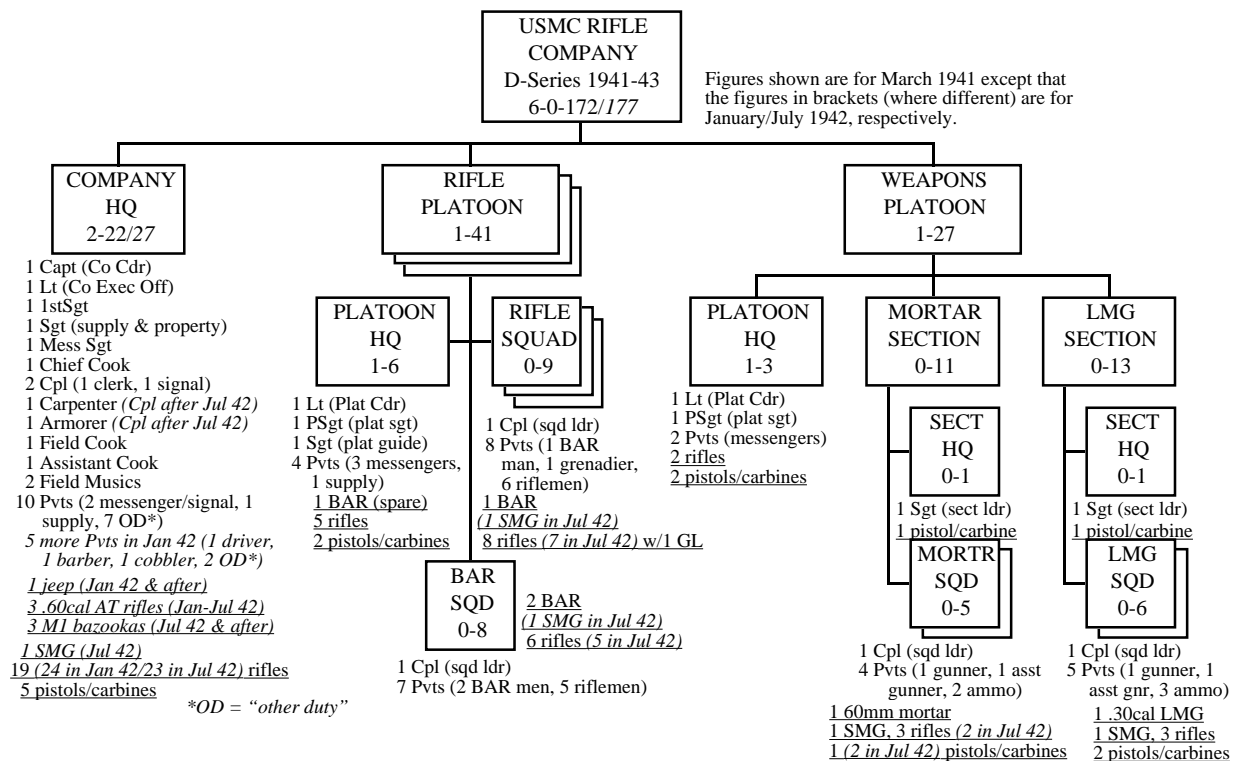 USMC RIFLE
COMPANY
D-Series 1941-43
6-0-172/177
Figures shown are for March 1941 except that
the figures in brackets (where different) are for
January/July 1942, respectively.
COMPANY
HQ
2-22/27
1 Capt (Co Cdr)
1 Lt (Co Exec Off)
1 1stSgt
1 Sgt (supply & property)
1 Mess Sgt
1 Chief Cook
2 Cpl (1 clerk, 1 signal)
1 Carpenter (Cpl after Jul 42)
1 Armorer (Cpl after Jul 42)
1 Field Cook
1 Assistant Cook
2 Field Musics
10 Pvts (2 messenger/signal, 1
supply, 7 OD*)
5 more Pvts in Jan 42 (1 driver,
1 barber, 1 cobbler, 2 OD*)
1 jeep (Jan 42 & after)
3 .60cal AT rifles (Jan-Jul 42)
3 M1 bazookas (Jul 42 & after)
1 SMG (Jul 42)
19 (24 in Jan 42/23 in Jul 42) rifles
5 pistols/carbines
*OD = “other duty”
RIFLE
PLATOON
1-41
PLATOON
HQ
1-6
1 Lt (Plat Cdr)
1 PSgt (plat sgt)
1 Sgt (plat guide)
4 Pvts (3 messengers,
1 supply)
1 BAR (spare)
5 rifles
2 pistols/carbines
RIFLE
SQUAD
0-9
1 Cpl (sqd ldr)
8 Pvts (1 BAR
man, 1 grenadier,
6 riflemen)
1 BAR
(1 SMG in Jul 42)
8 rifles (7 in Jul 42) w/1 GL
BAR
SQD
0-8
2 BAR
(1 SMG in Jul 42)
6 rifles (5 in Jul 42)
1 Cpl (sqd ldr)
7 Pvts (2 BAR men, 5 riflemen)
WEAPONS
PLATOON
1-27
PLATOON
HQ
1-3
1 Lt (Plat Cdr)
1 PSgt (plat sgt)
2 Pvts (messengers)
2 rifles
2 pistols/carbines
MORTAR
SECTION
0-11
SECT
HQ
0-1
1 Sgt (sect ldr)
1 pistol/carbine
MORTR
SQD
0-5
1 Cpl (sqd ldr)
4 Pvts (1 gunner, 1 asst
gunner, 2 ammo)
1 60mm mortar
1 SMG, 3 rifles (2 in Jul 42)
1 (2 in Jul 42) pistols/carbines
LMG
SECTION
0-13
SECT
HQ
0-1
1 Sgt (sect ldr)
1 pistol/carbine
LMG
SQD
0-6
1 Cpl (sqd ldr)
5 Pvts (1 gunner, 1
asst gnr, 3 ammo)
1 .30cal LMG
1 SMG, 3 rifles
2 pistols/carbines